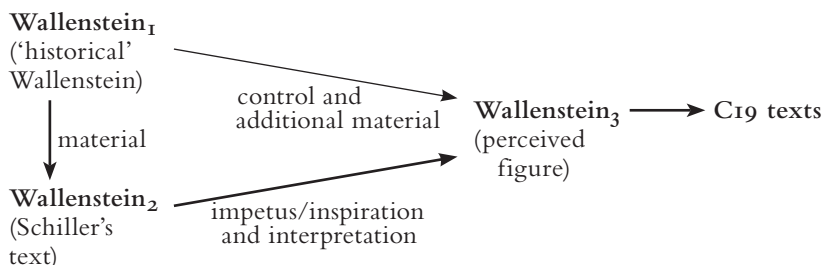 Wallenstein₁
(‘historical’
Wallenstein)
control and
additional material
material
Wallenstein₃
(perceived
figure)
C19 texts
Wallenstein₂
(Schiller’s
text)
impetus/inspiration
and interpretation